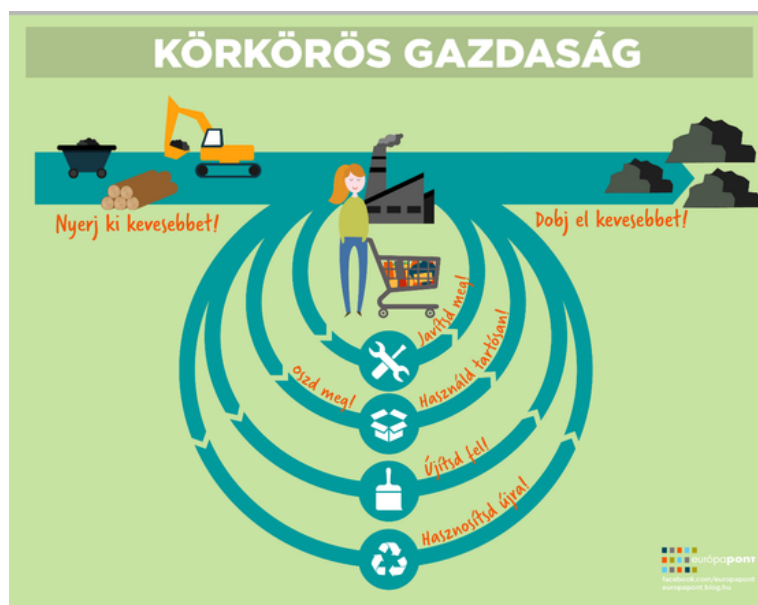 KÖRKÖRÖS GAZDASÁG
Nyerj ki kevesebbet!
Dobj el kevesebbet!
Javítsd meg!
oszd meg!
Használd tartósan!
Újítsd fel!
Hasznosítsd újra!
európapont
facebook.com/europapont
europapont.blog.hu